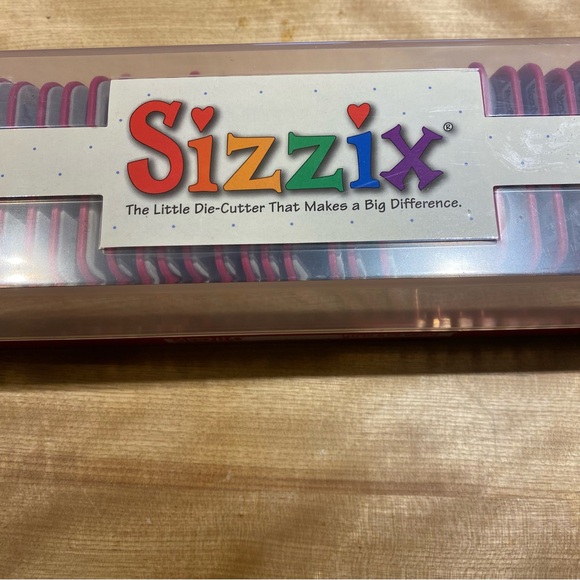 Sizzix®
The Little Die-Cutter That Makes a Big Difference.